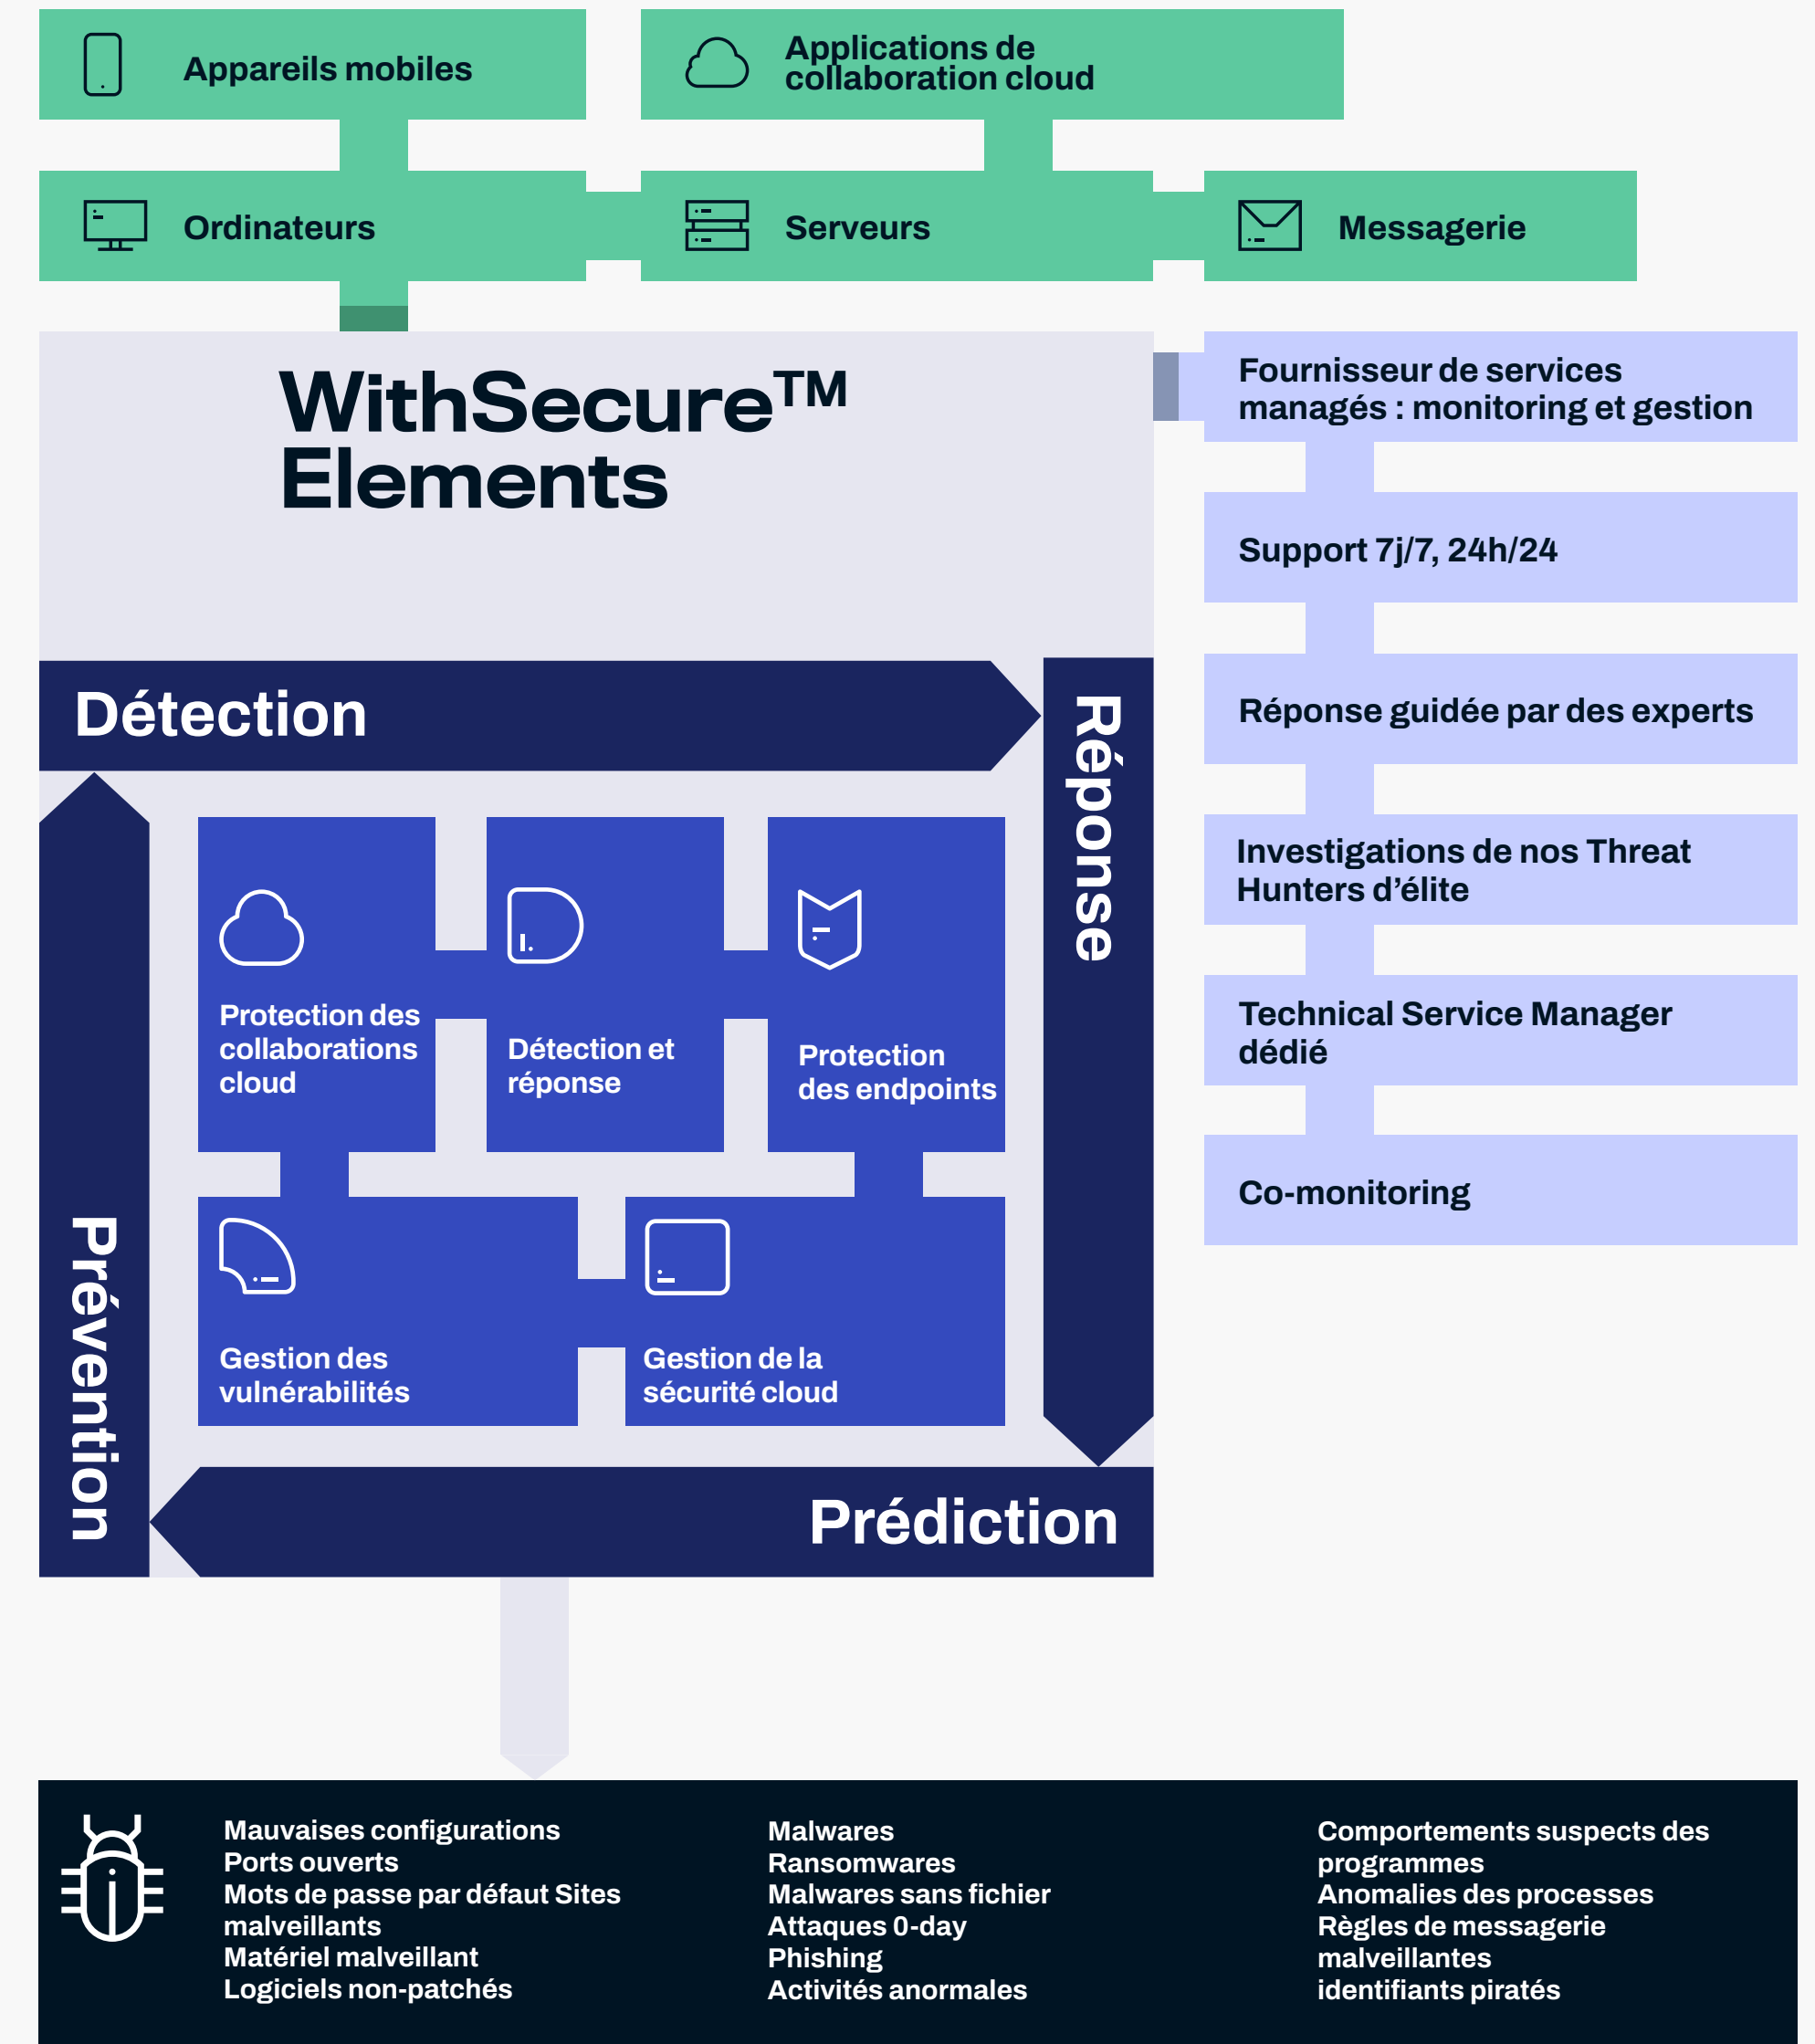 Appareils mobiles
Applications de
collaboration cloud
Ordinateurs
Serveurs
Messagerie
WithSecure™
Elements
Fournisseur de services
managés : monitoring et gestion
Support 7j/7, 24h/24
Réponse guidée par des experts
Investigations de nos Threat
Hunters d’élite
Technical Service Manager
dédié
Co-monitoring
Détection
Réponse
Protection des
collaborations
cloud
Détection et
réponse
Protection
des endpoints
Gestion des
vulnérabilités
Gestion de la
sécurité cloud
Prévention
Prédiction
Mauvaises configurations
Ports ouverts
Mots de passe par défaut Sites
malveillants
Matériel malveillant
Logiciels non-patchés
Malwares
Ransomwares
Malwares sans fichier
Attaques 0-day
Phishing
Activités anormales
Comportements suspects des
programmes
Anomalies des processes
Règles de messagerie
malveillantes
identifiants piratés